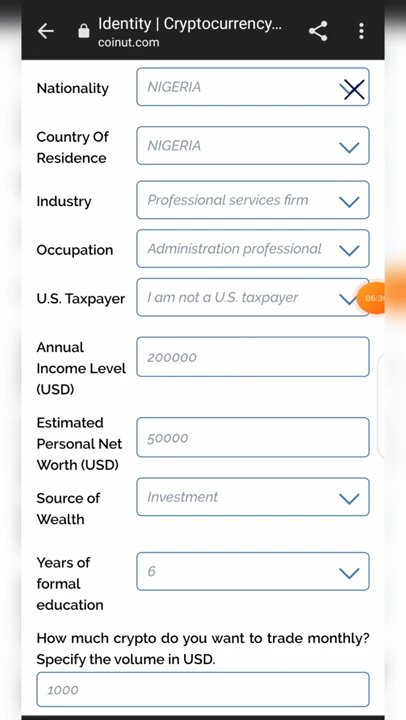 Identity | Cryptocurrency...
coinut.com
Nationality
NIGERIA
Country Of
Residence
NIGERIA
Industry
Professional services firm
Occupation
Administration professional
U.S. Taxpayer
I am not a U.S. taxpayer
Annual
Income Level
(USD)
200000
Estimated
Personal Net
Worth (USD)
50000
Source of
Wealth
Investment
Years of
formal
education
6
How much crypto do you want to trade monthly?
Specify the volume in USD.
1000